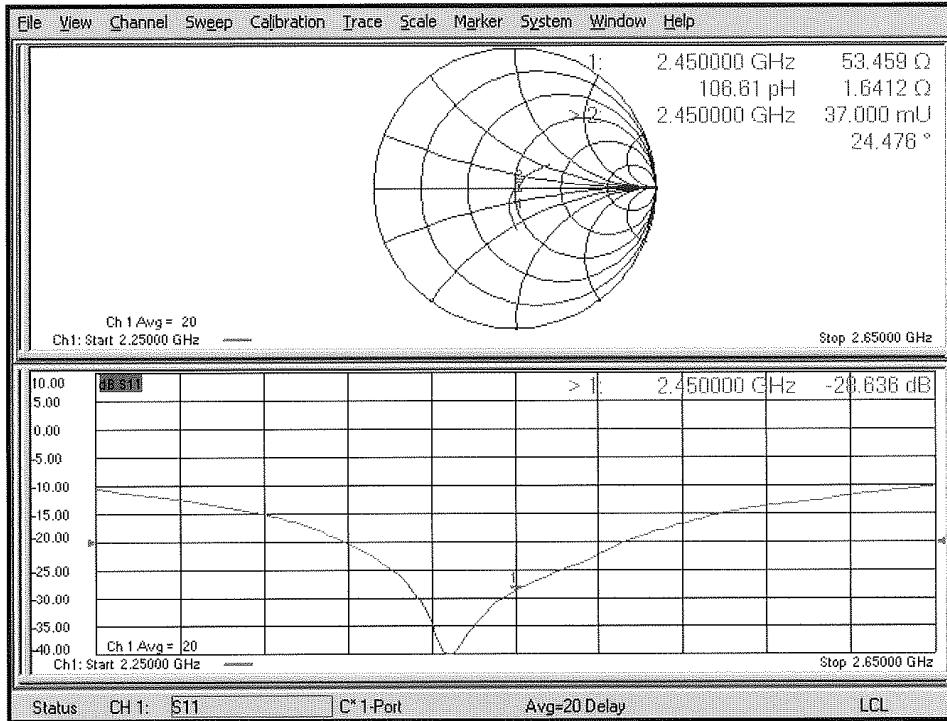 File View Channel Sweep Calibration Trace Scale Marker System Window Help
1: 2.450000 GHz 53.459 Ω
106.61 pH 1.6412 Ω
> 2: 2.450000 GHz 37.000 mU
24.476 °
Ch 1 Avg = 20
Ch1: Start 2.25000 GHz
Stop 2.65000 GHz
10.00
dB S11
> 1: 2.450000 GHz -28.636 dB
5.00
0.00
-5.00
-10.00
-15.00
-20.00
-25.00
1
-30.00
-35.00
-40.00
Ch 1 Avg = 20
Ch1: Start 2.25000 GHz
Stop 2.65000 GHz
Status CH 1: S11 C* 1-Port Avg=20 Delay LCL